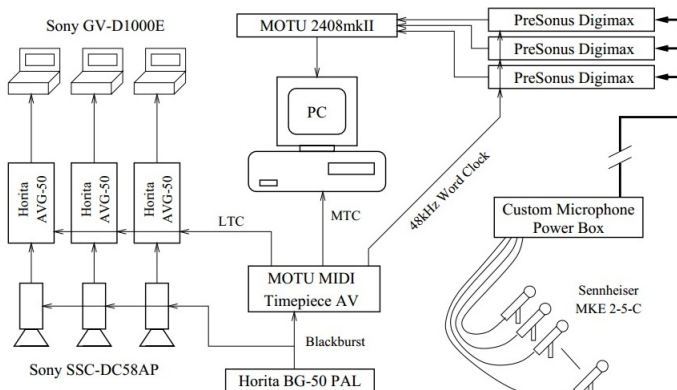 Sony GV-D1000E
MOTU 2408mkII
PreSonus Digimax
PreSonus Digimax
PreSonus Digimax
PC
Horita
AVG-50
Horita
AVG-50
Horita
AVG-50
LTC
MTC
48kHz Word Clock
Custom Microphone
Power Box
MOTU MIDI
Timepiece AV
Sennheiser
MKE 2-5-C
Blackburst
Sony SSC-DC58AP
Horita BG-50 PAL